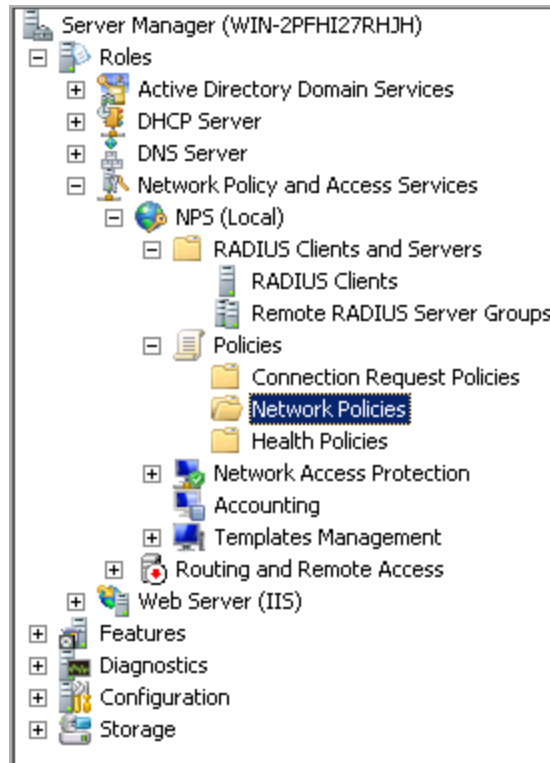 Server Manager (WIN-2PFHI27RHJH)
Roles
Active Directory Domain Services
DHCP Server
DNS Server
Network Policy and Access Services
NPS (Local)
RADIUS Clients and Servers
RADIUS Clients
Remote RADIUS Server Groups
Policies
Connection Request Policies
Network Policies
Health Policies
Network Access Protection
Accounting
Templates Management
Routing and Remote Access
Web Server (IIS)
Features
Diagnostics
Configuration
Storage